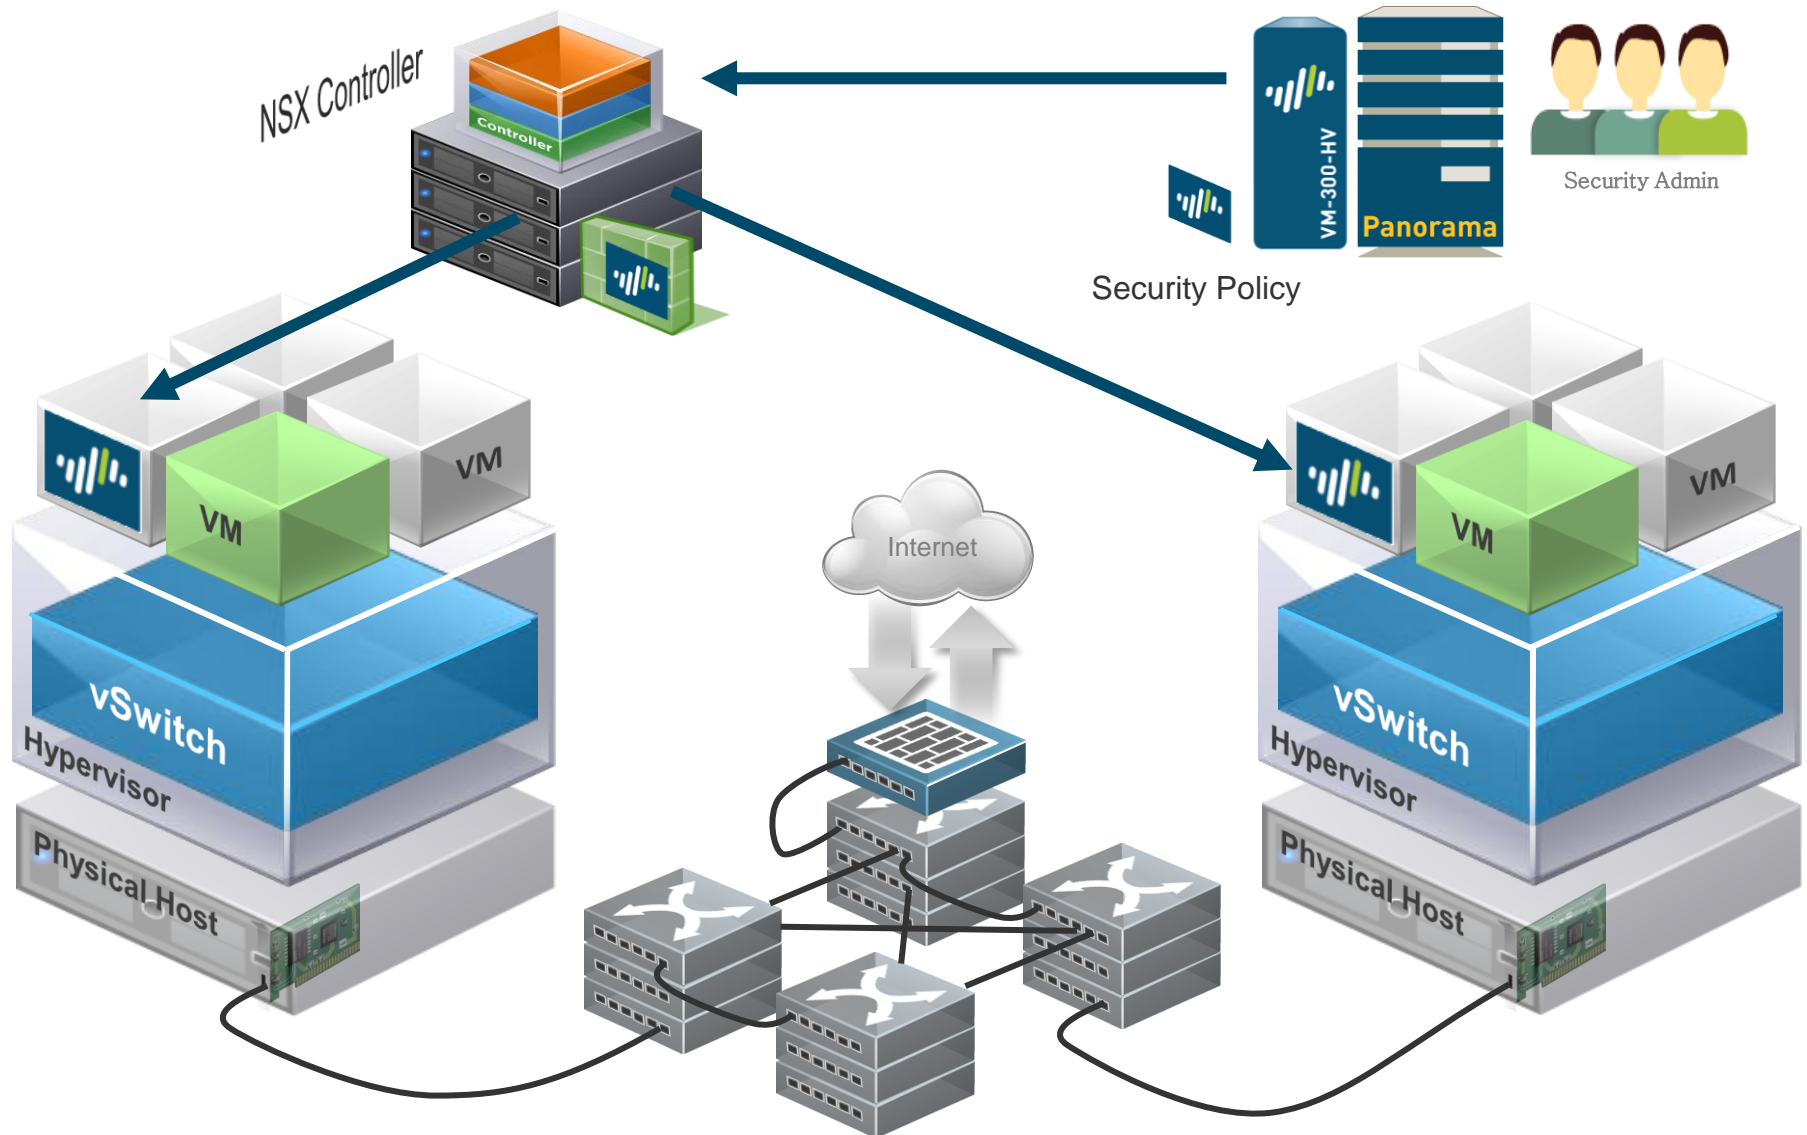 NSX Controller
Controller
VM-300-HV
Panorama
Security Admin
Security Policy
VM
VM
vSwitch
Hypervisor
Physical Host
Internet
VM
VM
vSwitch
Hypervisor
Physical Host